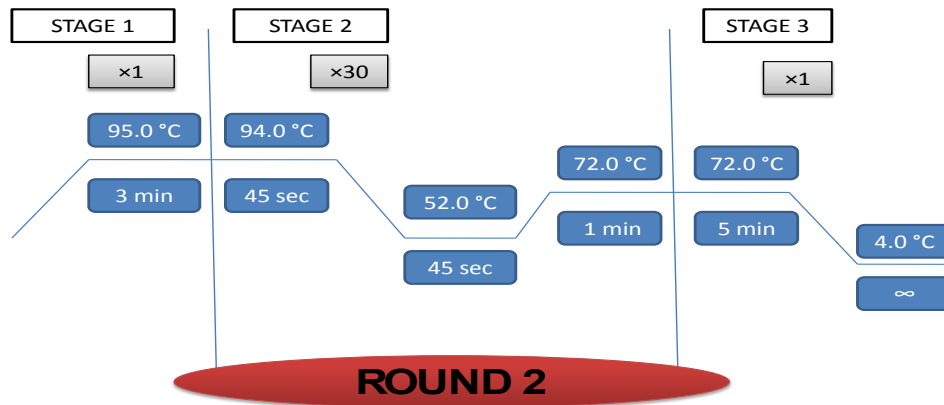 STAGE 1
STAGE 2
STAGE 3
×1
×30
×1
95.0 °C
94.0 °C
72.0 °C
72.0 °C
3 min
45 sec
52.0 °C
1 min
5 min
4.0 °C
45 sec
∞
ROUND 2